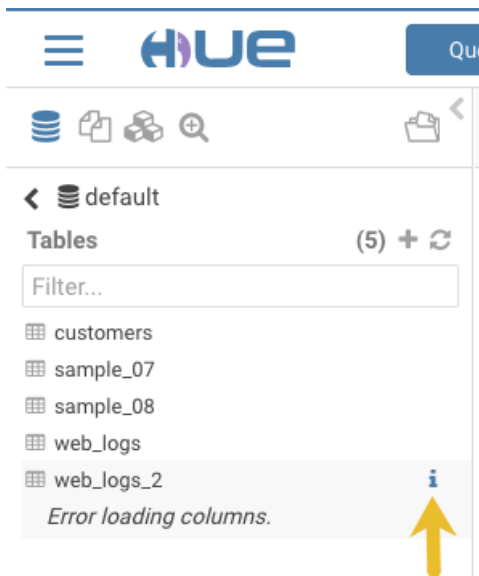 HUE
Qu
default
Tables (5)
Filter...
customers
sample_07
sample_08
web_logs
web_logs_2
Error loading columns.